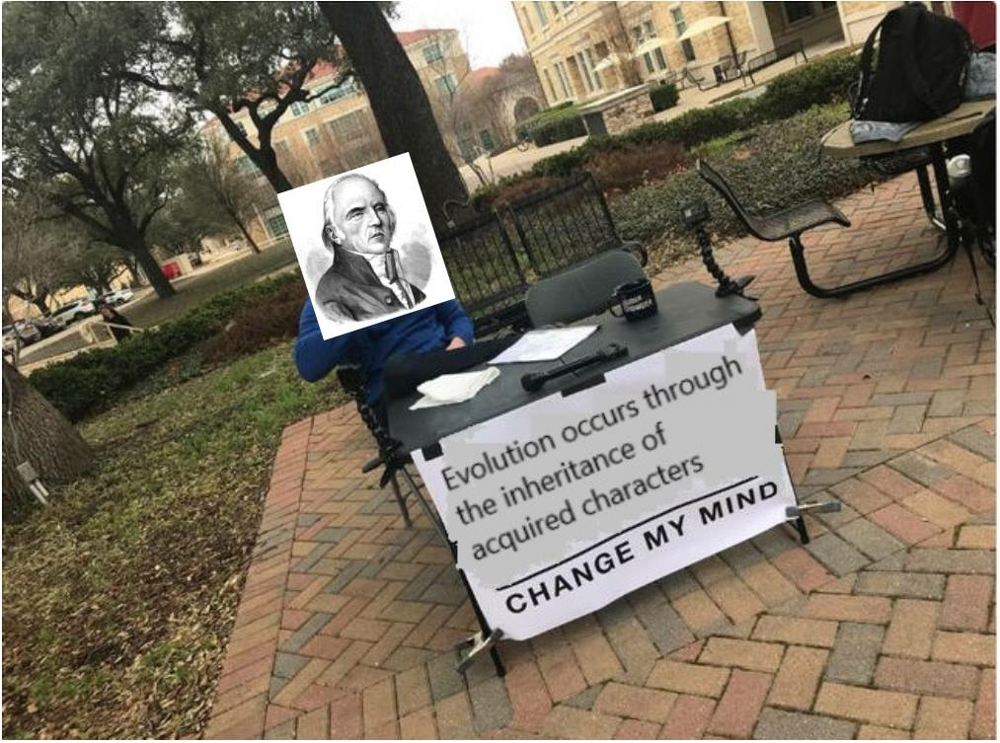 Evolution occurs through
the inheritance of
acquired characters
CHANGE MY MIND